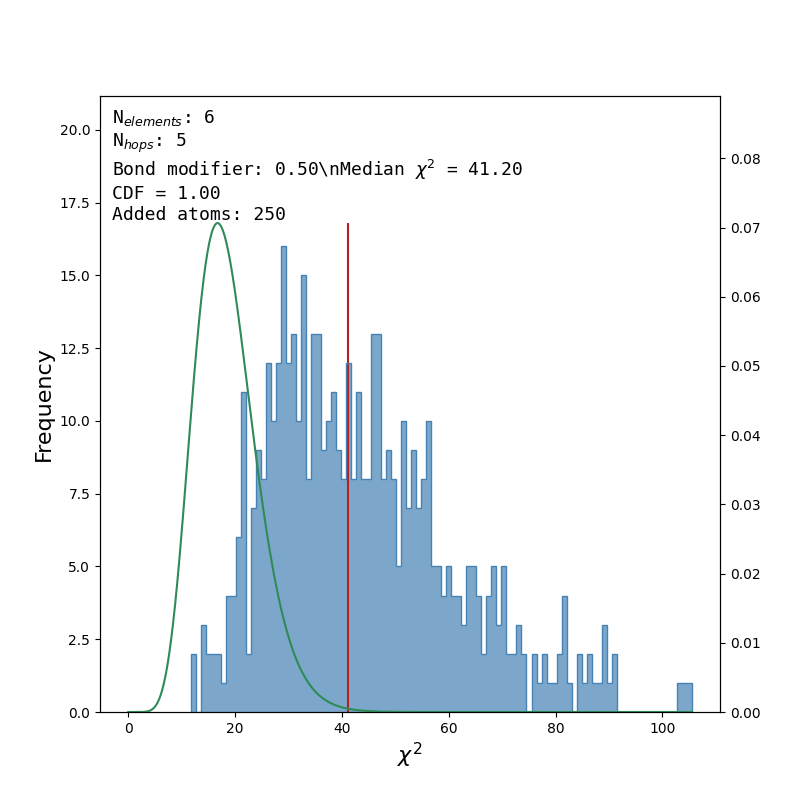 N_elements: 6
N_hops: 5
Bond modifier: 0.50\nMedian χ² = 41.20
CDF = 1.00
Added atoms: 250
20.0
17.5
15.0
12.5
10.0
7.5
5.0
2.5
0.0
Frequency
0.08
0.07
0.06
0.05
0.04
0.03
0.02
0.01
0.00
0 20 40 60 80 100
χ²